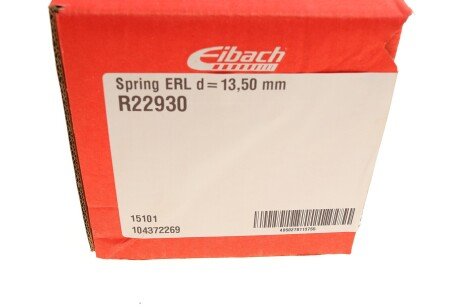 Eibach
Spring ERL d=13,50 mm
R22930
15101
104372269